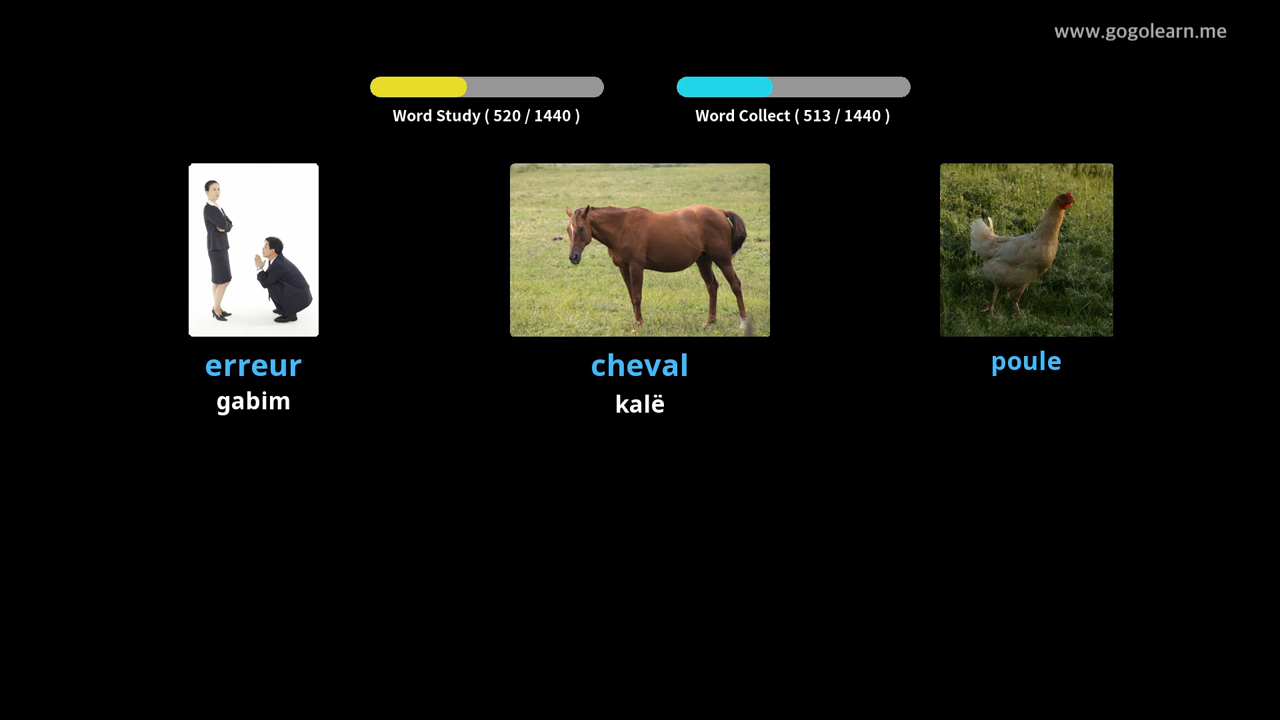 www.gogolearn.me
Word Study ( 520 / 1440 )
Word Collect ( 513 / 1440 )
erreur
gabim
cheval
kalë
poule